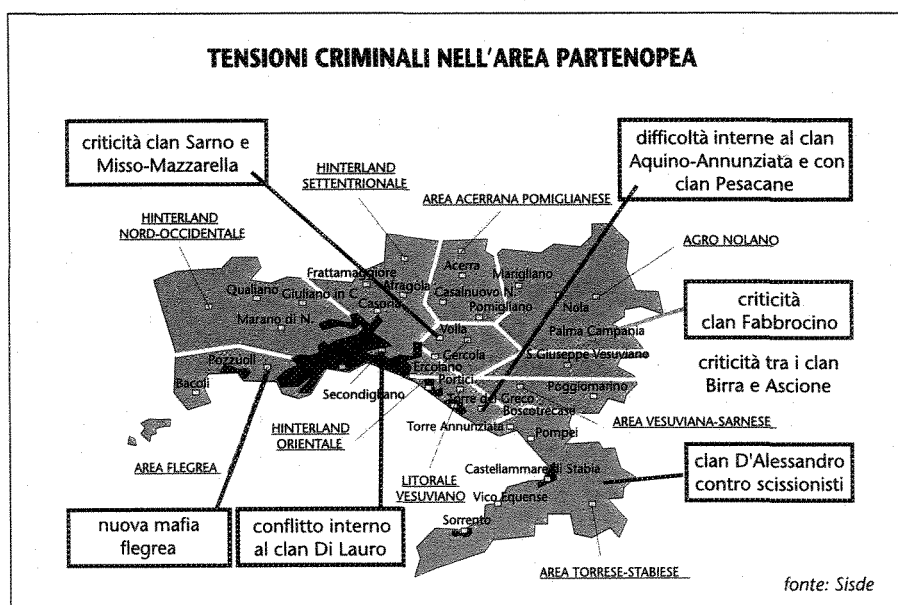 TENSIONI CRIMINALI NELL'AREA PARTENOPEA
criticità clan Sarno e
Misso-Mazzarella
difficoltà interne al clan
Aquino-Annunziata e con
clan Pesacane
HINTERLAND
SETTENTRIONALE
AREA ACERRANA POMIGLIANESE
HINTERLAND
NORD-OCCIDENTALE
AGRO NOLANO
Acerra
Frattamaggiore
Marigliano
Qualiano
Afragola
Giuliano in C.
Casalnuovo N.
Nola
Casoria
Pomigliano
Marano di N.
Volla
Palma Campania
criticità
clan Fabbrocino
Cercola
S.Giuseppe Vesuviano
Pozzuoli
Ercolano
criticità tra i clan
Birra e Ascione
Bacoli
Portici
Poggiomarino
Secondigliano
Torre del Greco
Boscotrecase
AREA VESUVIANA-SARNESE
HINTERLAND
ORIENTALE
Torre Annunziata
Pompei
AREA FLEGREA
LITORALE
VESUVIANO
Castellammare di Stabia
clan D'Alessandro
contro scissionisti
Vico Equense
nuova mafia
flegrea
conflitto interno
al clan Di Lauro
Sorrento
AREA TORRESE-STABIESE
fonte: Sisde